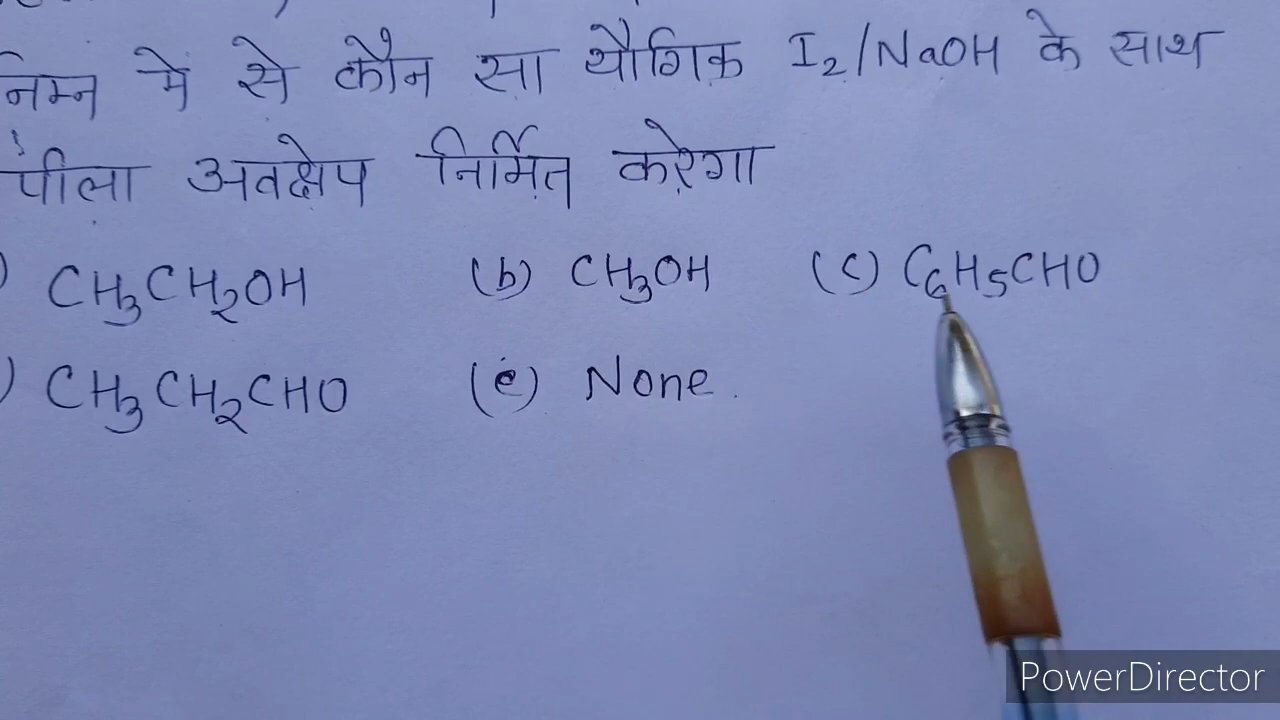 निम्न में से कौन सा यौगिक I₂/NaOH के साथ
पीला अवक्षेप निर्मित करेगा
) CH₃CH₂OH (b) CH₃OH (c) C₆H₅CHO
) CH₃CH₂CHO (e) None
PowerDirector